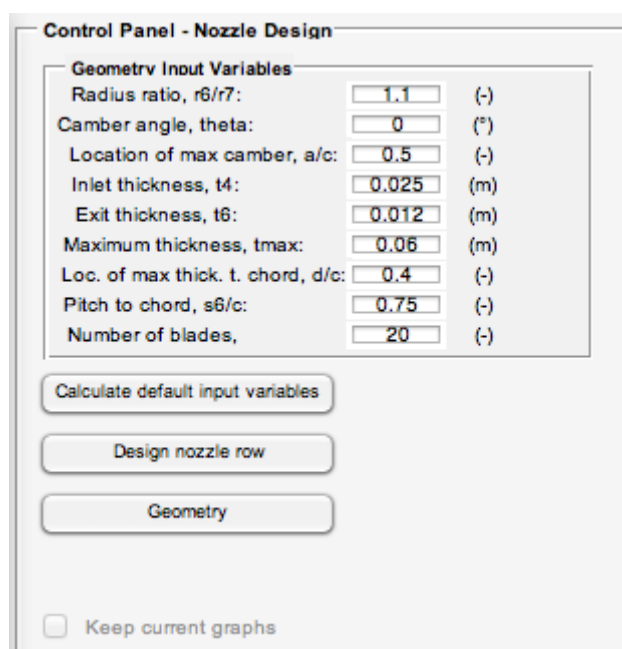 Control Panel - Nozzle Design
Geometry Input Variables
Radius ratio, r6/r7: 1.1 (-)
Camber angle, theta: 0 (°)
Location of max camber, a/c: 0.5 (-)
Inlet thickness, t4: 0.025 (m)
Exit thickness, t6: 0.012 (m)
Maximum thickness, tmax: 0.06 (m)
Loc. of max thick. t. chord, d/c: 0.4 (-)
Pitch to chord, s6/c: 0.75 (-)
Number of blades, 20 (-)
Calculate default input variables
Design nozzle row
Geometry
Keep current graphs